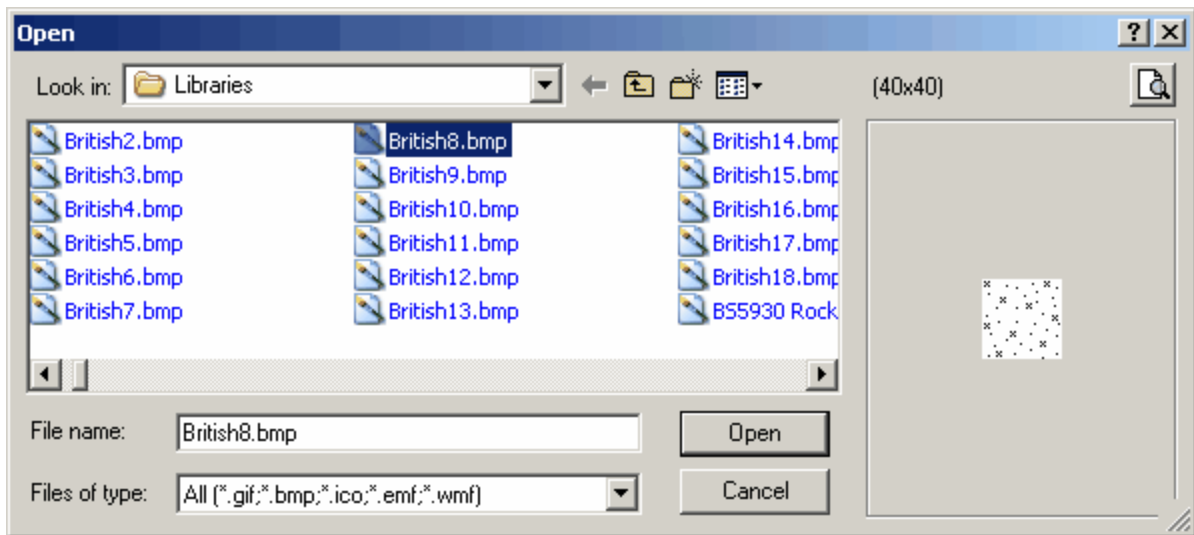 Open
Look in: Libraries
(40x40)
British2.bmp
British3.bmp
British4.bmp
British5.bmp
British6.bmp
British7.bmp
British8.bmp
British9.bmp
British10.bmp
British11.bmp
British12.bmp
British13.bmp
British14.bmp
British15.bmp
British16.bmp
British17.bmp
British18.bmp
BS5930 Rock
File name: British8.bmp
Open
Files of type: All (*.gif;*.bmp;*.ico;*.emf;*.wmf)
Cancel